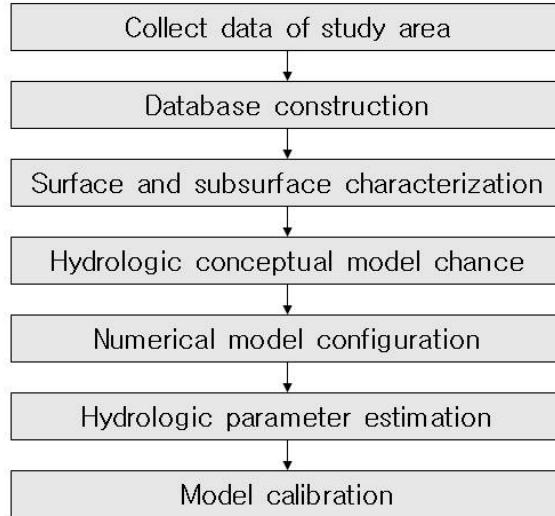 Collect data of study area
Database construction
Surface and subsurface characterization
Hydrologic conceptual model chance
Numerical model configuration
Hydrologic parameter estimation
Model calibration